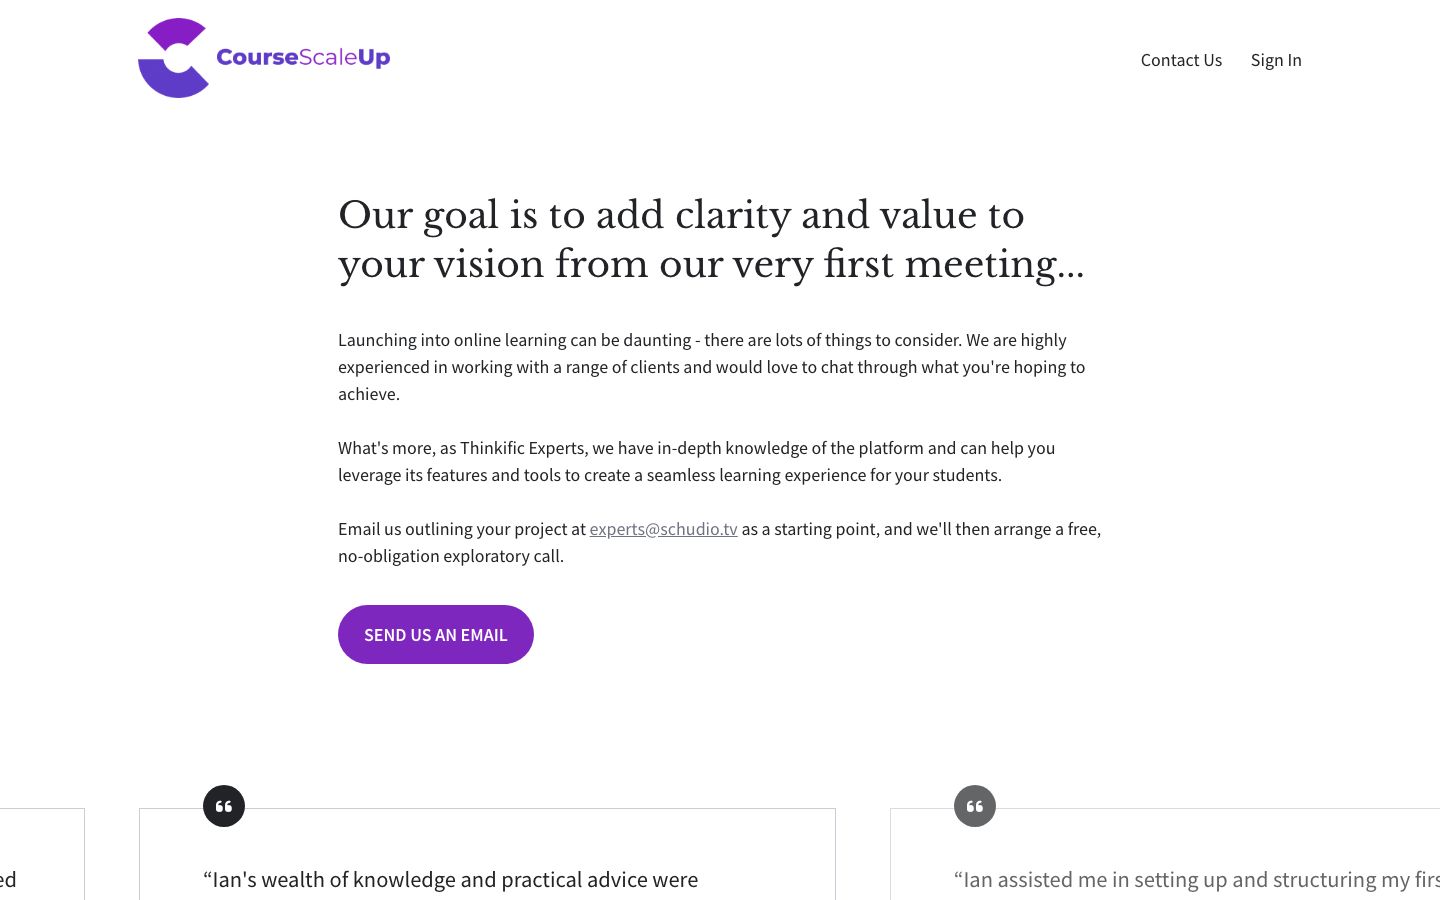 CourseScaleUp
Contact Us
Sign In
Our goal is to add clarity and value to
your vision from our very first meeting...
Launching into online learning can be daunting - there are lots of things to consider. We are highly
experienced in working with a range of clients and would love to chat through what you're hoping to
achieve.
What's more, as Thinkific Experts, we have in-depth knowledge of the platform and can help you
leverage its features and tools to create a seamless learning experience for your students.
Email us outlining your project at experts@schudio.tv as a starting point, and we'll then arrange a free,
no-obligation exploratory call.
SEND US AN EMAIL
“Ian's wealth of knowledge and practical advice were
“Ian assisted me in setting up and structuring my